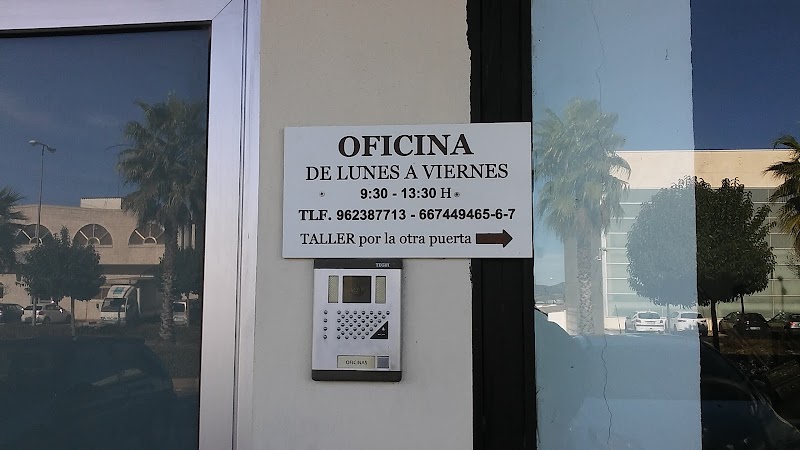 OFICINA
DE LUNES A VIERNES
9:30 - 13:30 H
TLF. 962387713 - 667449465-6-7
TALLER por la otra puerta
TEGUI
OFICINAS